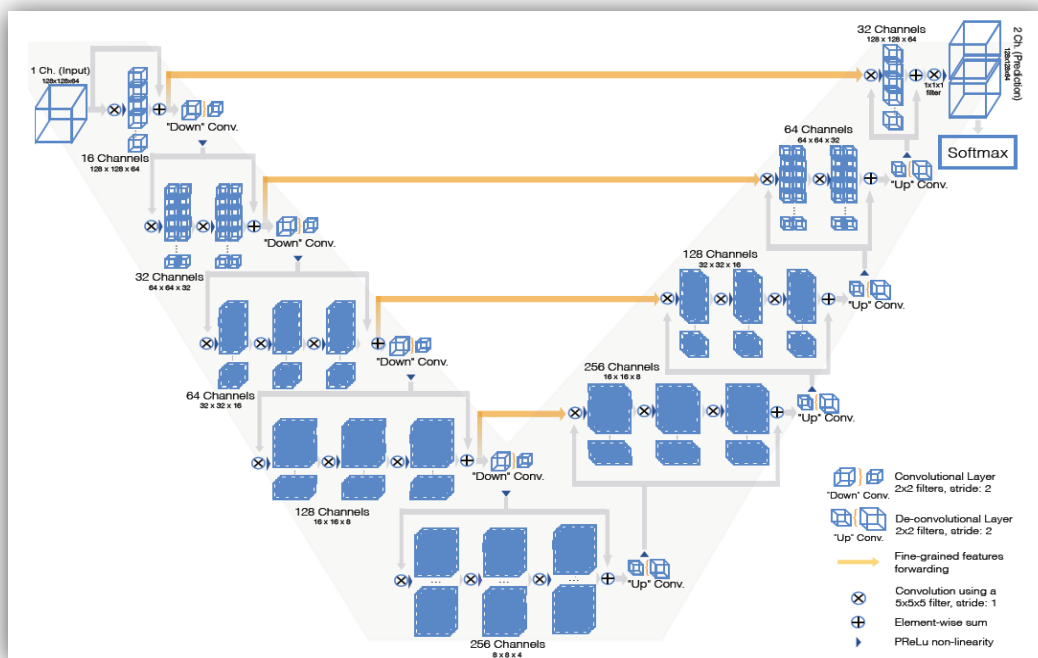 1 Ch. (Input)
128x128x64
16 Channels
128 x 128 x 64
"Down" Conv.
32 Channels
64 x 64 x 32
"Down" Conv.
64 Channels
32 x 32 x 16
"Down" Conv.
128 Channels
16 x 16 x 8
"Down" Conv.
256 Channels
8 x 8 x 4
"Up" Conv.
256 Channels
16 x 16 x 8
"Up" Conv.
128 Channels
32 x 32 x 16
"Up" Conv.
64 Channels
64 x 64 x 32
"Up" Conv.
32 Channels
128 x 128 x 64
1x1x1
filter
2 Ch. (Prediction)
128x128x64
Softmax
Convolutional Layer
2x2 filters, stride: 2
"Down" Conv.
De-convolutional Layer
2x2 filters, stride: 2
"Up" Conv.
Fine-grained features
forwarding
Convolution using a
5x5x5 filter, stride: 1
Element-wise sum
PReLu non-linearity